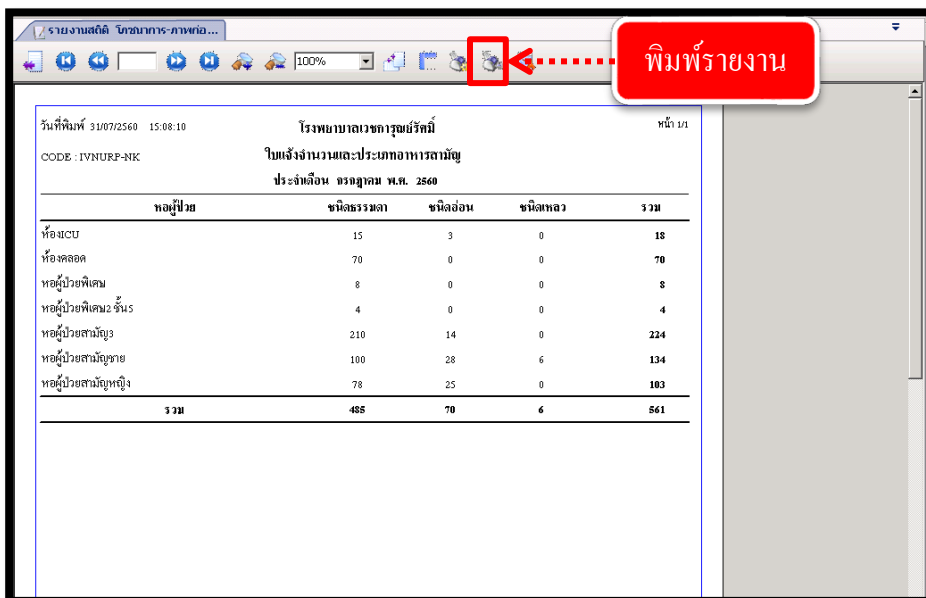 รายงานสถิติ โภชนาการ-ภาพก่อ...
100%
พิมพ์รายงาน
วันที่พิมพ์ 31/07/2560 15:08:10 โรงพยาบาลเวชการุณย์รัศมิ์ หน้า 1/1
CODE : IVNURP-NK ใบแจ้งจำนวนและประเภทอาหารสามัญ
ประจำเดือน กรกฎาคม พ.ศ. 2560
หอผู้ป่วย ชนิดธรรมดา ชนิดอ่อน ชนิดเหลว รวม
ห้องICU 15 3 0 18
ห้องคลอด 70 0 0 70
หอผู้ป่วยพิเศษ 8 0 0 8
หอผู้ป่วยพิเศษ2 ชั้น5 4 0 0 4
หอผู้ป่วยสามัญ3 210 14 0 224
หอผู้ป่วยสามัญชาย 100 28 6 134
หอผู้ป่วยสามัญหญิง 78 25 0 103
รวม 485 70 6 561